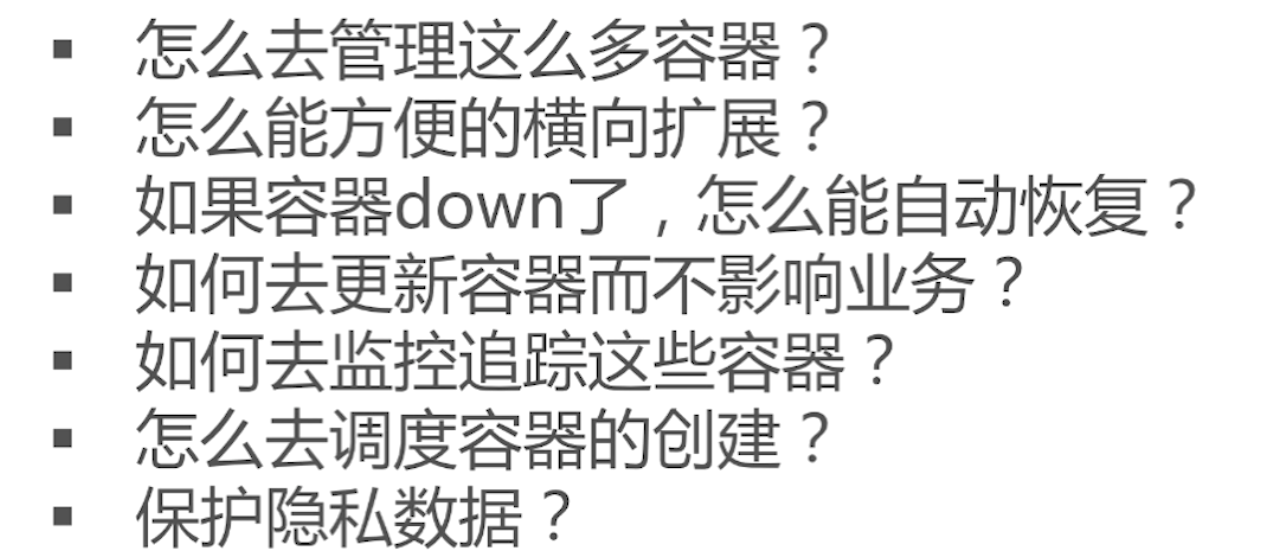 ▪ 怎么去管理这么多容器？
▪ 怎么能方便的横向扩展？
▪ 如果容器down了，怎么能自动恢复？
▪ 如何去更新容器而不影响业务？
▪ 如何去监控追踪这些容器？
▪ 怎么去调度容器的创建？
▪ 保护隐私数据？